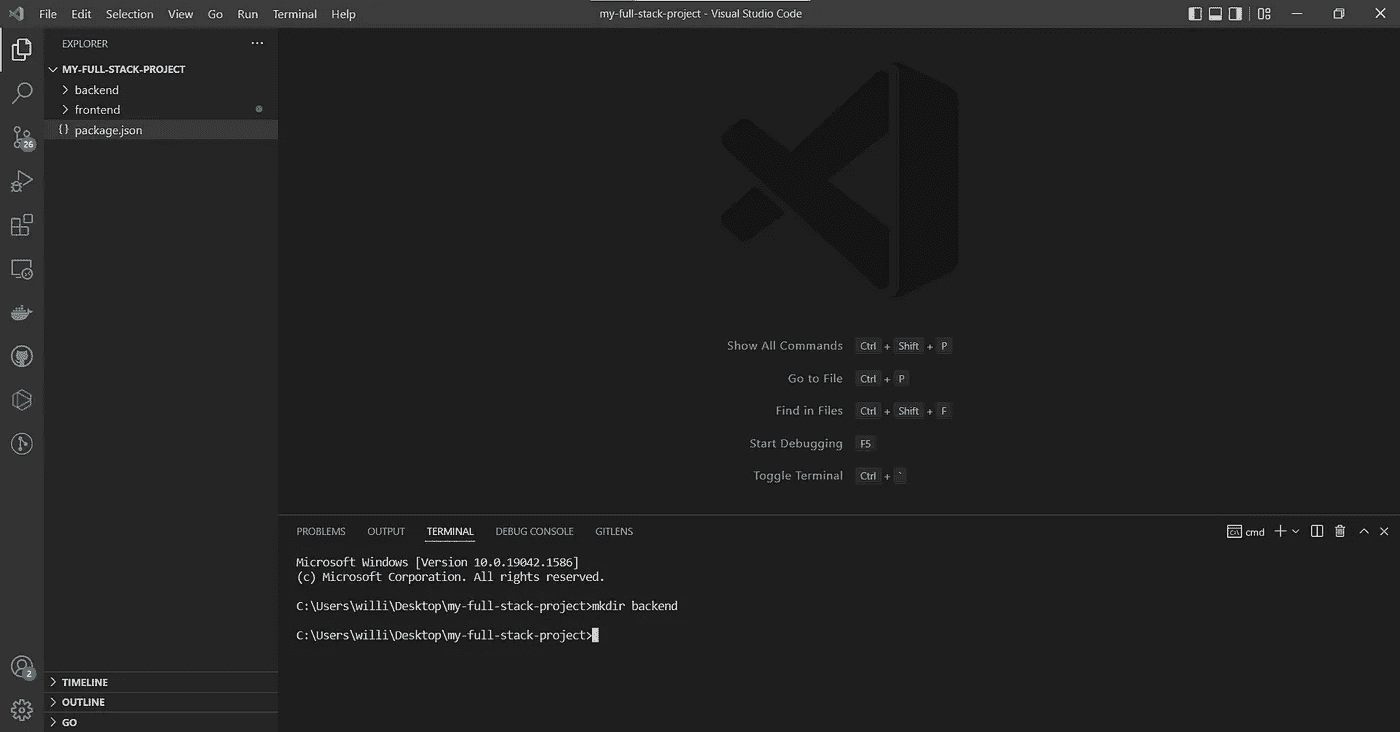 File Edit Selection View Go Run Terminal Help
my-full-stack-project - Visual Studio Code
EXPLORER
MY-FULL-STACK-PROJECT
backend
frontend
{} package.json
26
2
TIMELINE
OUTLINE
GO
Show All Commands Ctrl + Shift + P
Go to File Ctrl + P
Find in Files Ctrl + Shift + F
Start Debugging F5
Toggle Terminal Ctrl + `
PROBLEMS OUTPUT TERMINAL DEBUG CONSOLE GITLENS
cmd
Microsoft Windows [Version 10.0.19042.1586]
(c) Microsoft Corporation. All rights reserved.
C:\Users\willi\Desktop\my-full-stack-project>mkdir backend
C:\Users\willi\Desktop\my-full-stack-project>